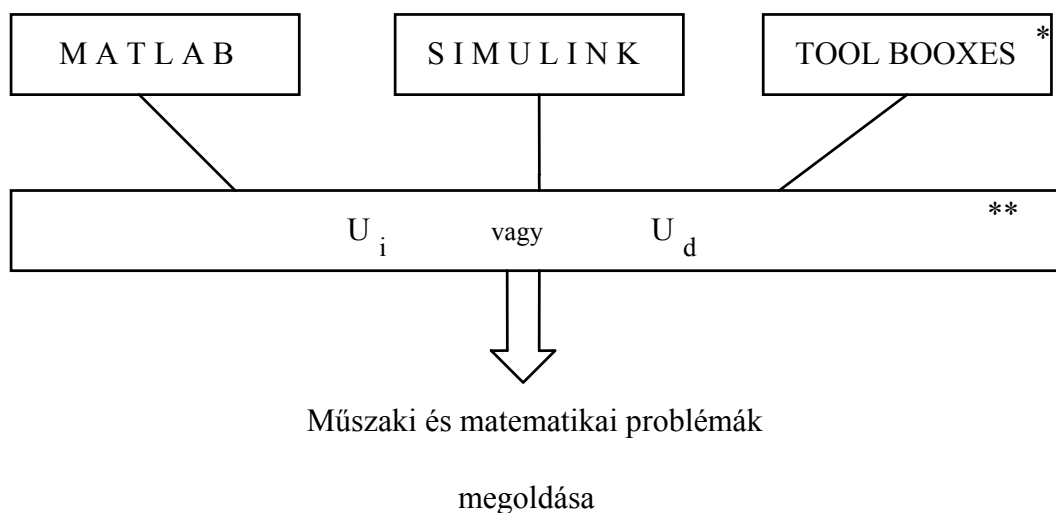 M A T L A B
S I M U L I N K
TOOL BOOXES *
U i vagy U d **
Műszaki és matematikai problémák
megoldása